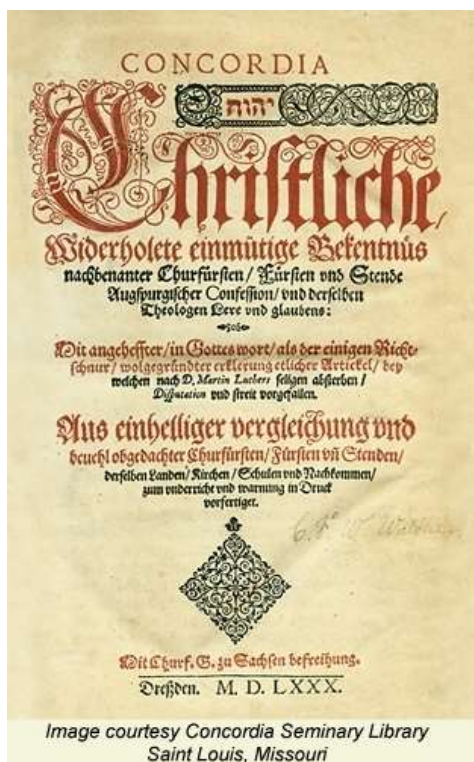 CONCORDIA
יהוה
Chriſtliche,
Widerholete einmütige Bekentnüs
nachbenanter Churfürſten/ Fürſten vnd Stende
Augſpurgiſcher Confeſſion/ vnd derſelben
Theologen Lere vnd glaubens:
Mit angeheffter/ in Gottes wort/ als der einigen Richt-
ſchnur/ wolgegründter erklerung etlicher Artickel/ bey
welchen nach D. Martin Luthers ſeligen abſterben/
Diſputation vnd ſtreit vorgefallen.
Aus einhelliger vergleichung vnd
beuehl obgedachter Churfürſten/ Fürſten vñ Stenden/
derſelben Landen/ Kirchen/ Schulen vnd Nachkommen/
zum vnderricht vnd warnung in Druck
vorfertiget.
Mit Churf. G. zu Sachſen befreihung.
Dreßden. M. D. LXXX.
Image courtesy Concordia Seminary Library
Saint Louis, Missouri